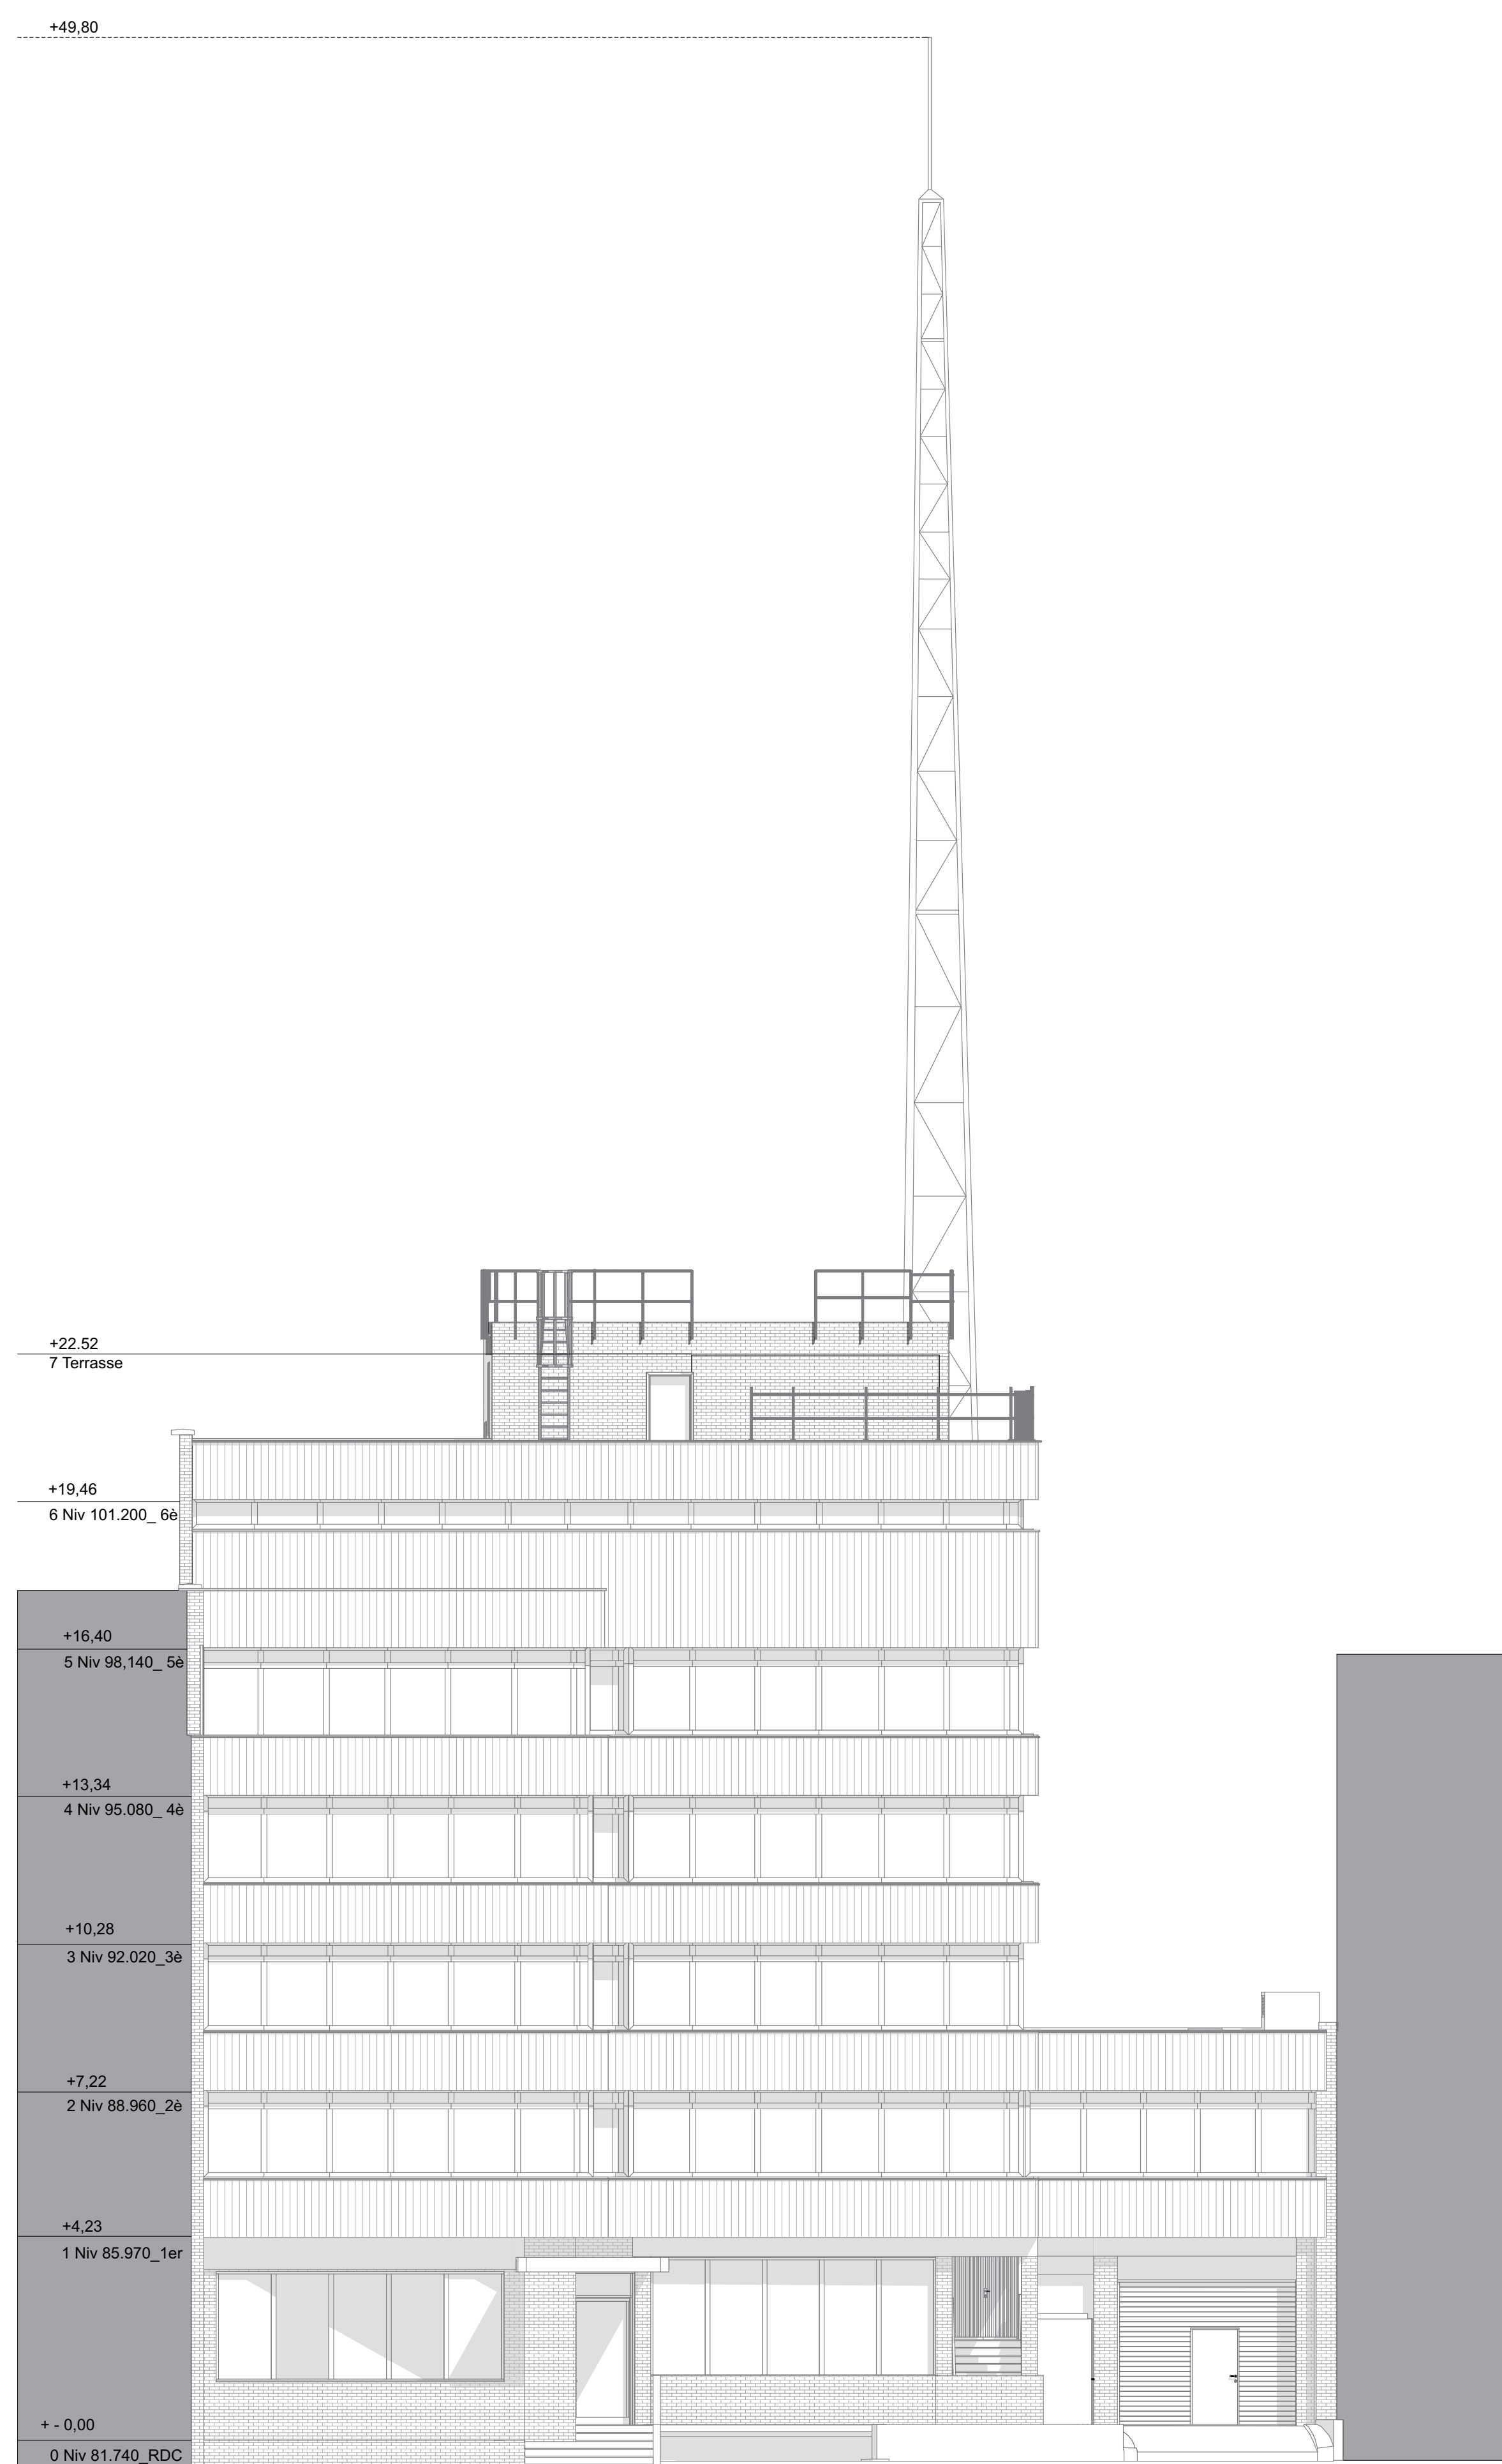 +49,80
+22.52
7 Terrasse
+19,46
6 Niv 101.200_ 6è
+16,40
5 Niv 98,140_ 5è
+13,34
4 Niv 95.080_ 4è
+10,28
3 Niv 92.020_3è
+7,22
2 Niv 88.960_2è
+4,23
1 Niv 85.970_1er
+ - 0,00
0 Niv 81.740_RDC